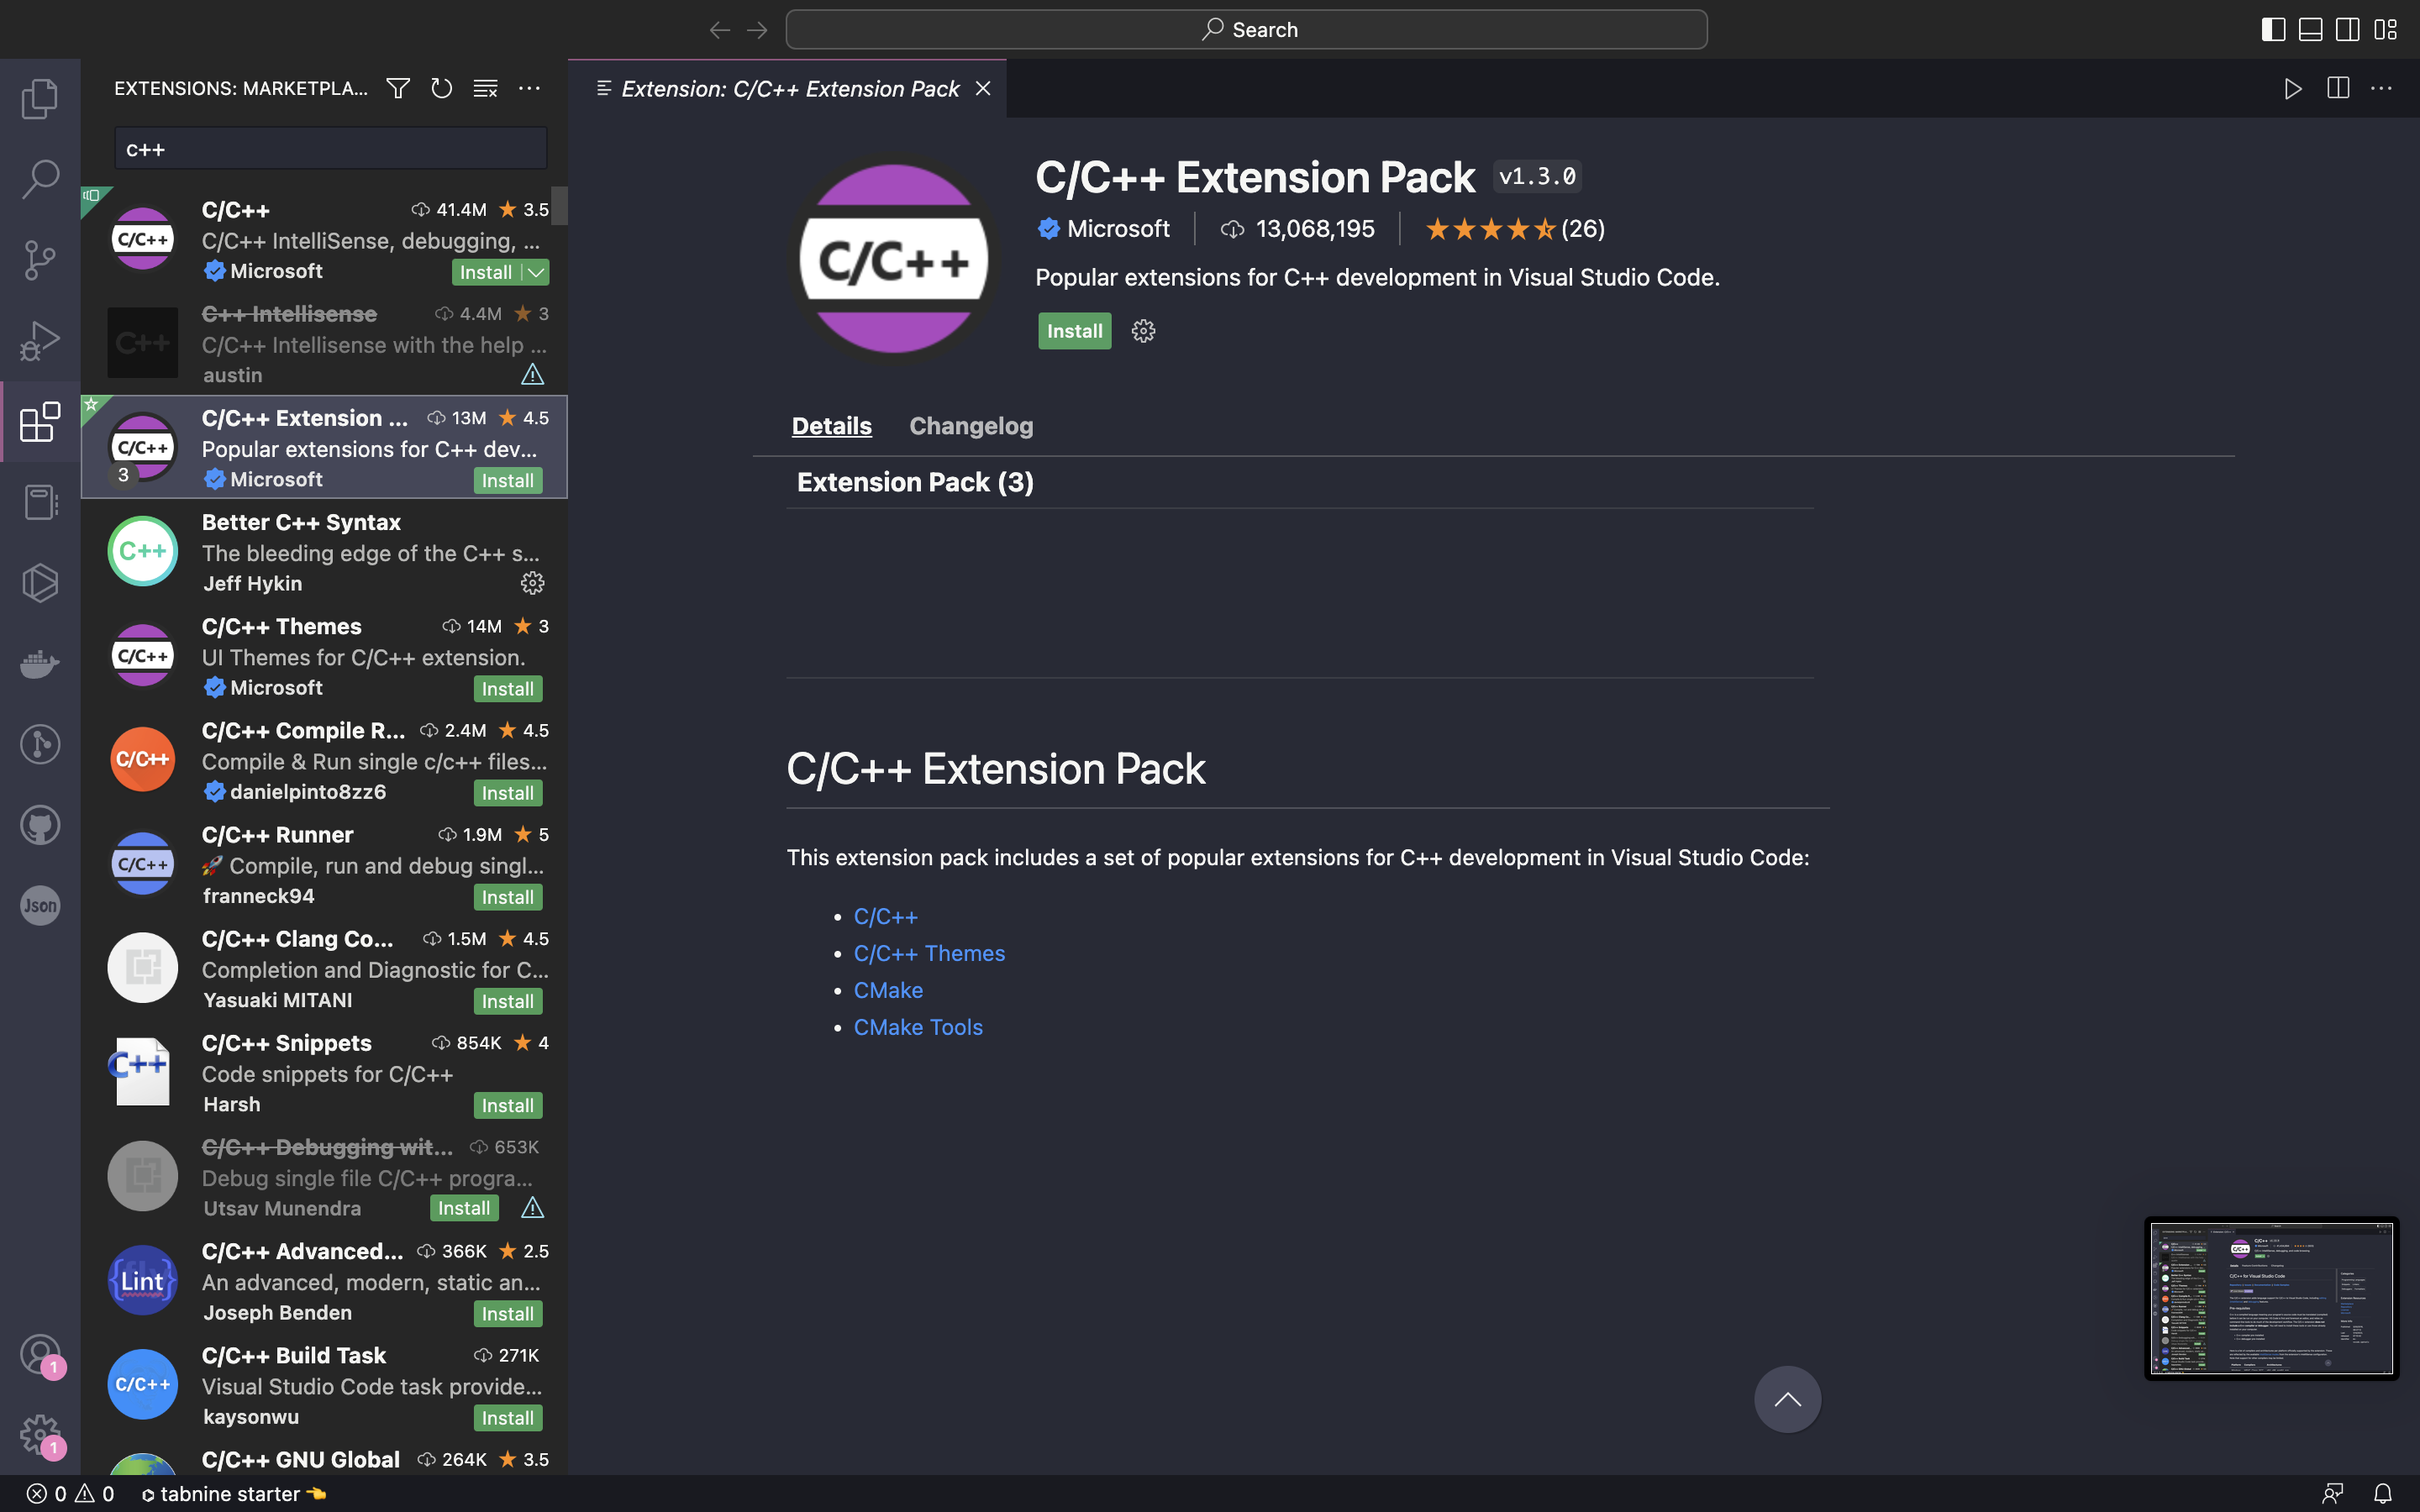 Search
EXTENSIONS: MARKETPLA...
Extension: C/C++ Extension Pack
c++
C/C++ 41.4M 3.5
C/C++ IntelliSense, debugging, ...
Microsoft Install
C++ Intellisense 4.4M 3
C/C++ Intellisense with the help ...
austin
C/C++ Extension ... 13M 4.5
Popular extensions for C++ dev...
3 Microsoft Install
C++
Better C++ Syntax
The bleeding edge of the C++ s...
Jeff Hykin
C/C++ Themes 14M 3
UI Themes for C/C++ extension.
Microsoft Install
C/C++ Compile R... 2.4M 4.5
Compile & Run single c/c++ files...
danielpinto8zz6 Install
C/C++ Runner 1.9M 5
🚀 Compile, run and debug singl...
franneck94 Install
C/C++ Clang Co... 1.5M 4.5
Completion and Diagnostic for C...
Yasuaki MITANI Install
C/C++ Snippets 854K 4
Code snippets for C/C++
Harsh Install
C/C++ Debugging wit... 653K
Debug single file C/C++ progra...
Utsav Munendra Install
C/C++ Advanced... 366K 2.5
{Lint}
An advanced, modern, static an...
Joseph Benden Install
C/C++ Build Task 271K
Visual Studio Code task provide...
kaysonwu Install
C/C++ GNU Global 264K 3.5
Json
1
1
C/C++
C/C++ Extension Pack v1.3.0
Microsoft 13,068,195 (26)
Popular extensions for C++ development in Visual Studio Code.
Install
Details Changelog
Extension Pack (3)
C/C++ Extension Pack
This extension pack includes a set of popular extensions for C++ development in Visual Studio Code:
• C/C++
• C/C++ Themes
• CMake
• CMake Tools
0 0 tabnine starter 👈